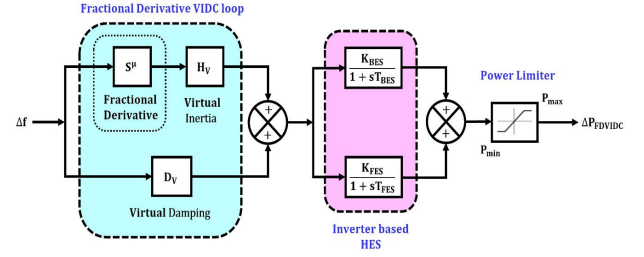 Fractional Derivative VIDC loop
Δf
S^μ
Fractional
Derivative
H_V
Virtual
Inertia
D_V
Virtual Damping
K_BES
1 + sT_BES
K_FES
1 + sT_FES
Inverter based
HES
Power Limiter
P_max
P_min
ΔP_FDVIDC